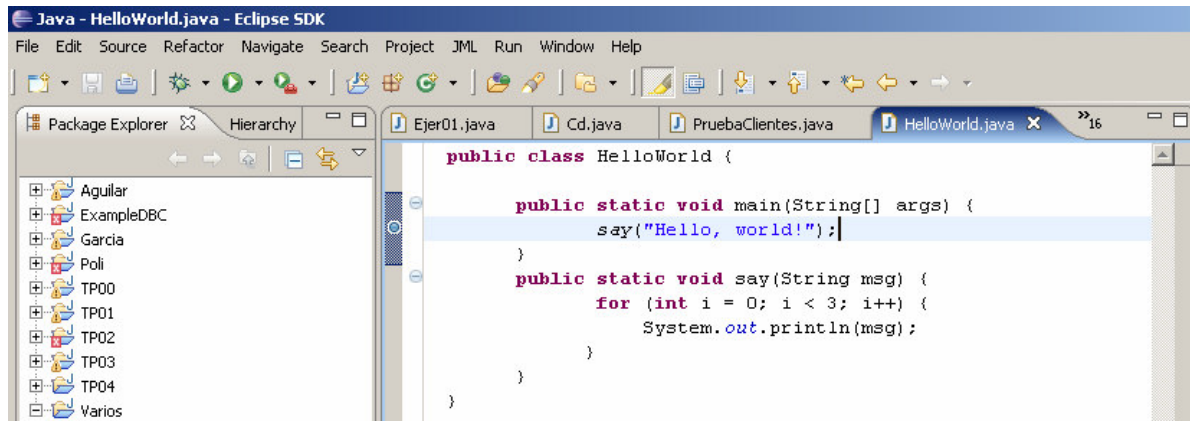 Java - HelloWorld.java - Eclipse SDK
File Edit Source Refactor Navigate Search Project JML Run Window Help
Package Explorer Hierarchy
Ejer01.java Cd.java PruebaClientes.java HelloWorld.java »16
Aguilar
ExampleDBC
Garcia
Poli
TP00
TP01
TP02
TP03
TP04
Varios
public class HelloWorld {
public static void main(String[] args) {
say("Hello, world!");
}
public static void say(String msg) {
for (int i = 0; i < 3; i++) {
System.out.println(msg);
}
}
}